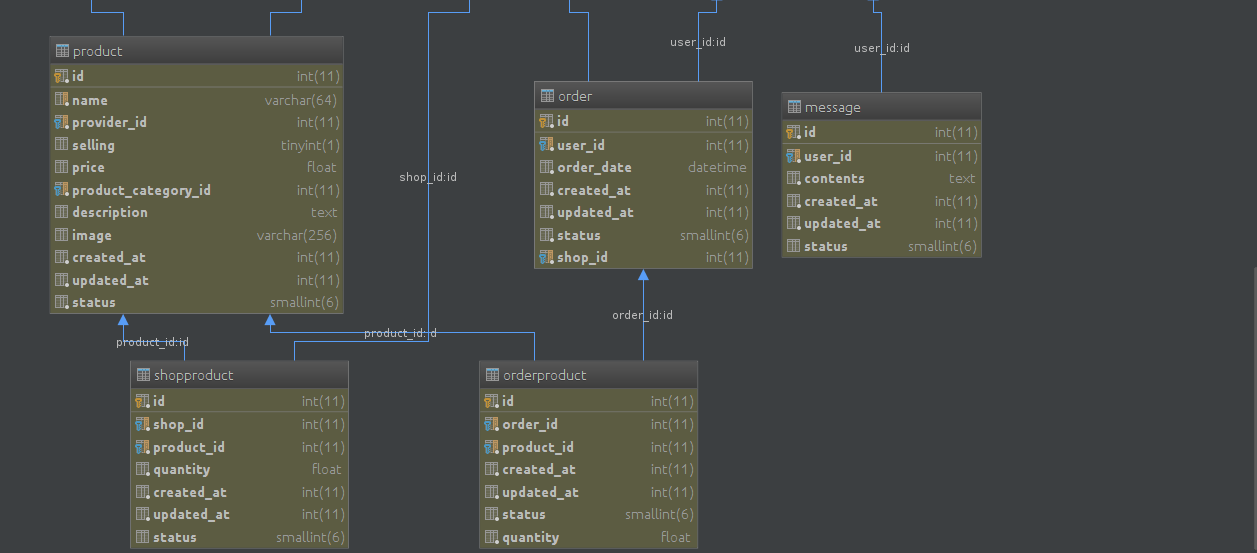 user_id:id
user_id:id
product
id int(11)
name varchar(64)
provider_id int(11)
selling tinyint(1)
price float
product_category_id int(11)
description text
image varchar(256)
created_at int(11)
updated_at int(11)
status smallint(6)
shop_id:id
order
id int(11)
user_id int(11)
order_date datetime
created_at int(11)
updated_at int(11)
status smallint(6)
shop_id int(11)
message
id int(11)
user_id int(11)
contents text
created_at int(11)
updated_at int(11)
status smallint(6)
product_id:id
product_id:id
order_id:id
shopproduct
id int(11)
shop_id int(11)
product_id int(11)
quantity float
created_at int(11)
updated_at int(11)
status smallint(6)
orderproduct
id int(11)
order_id int(11)
product_id int(11)
created_at int(11)
updated_at int(11)
status smallint(6)
quantity float